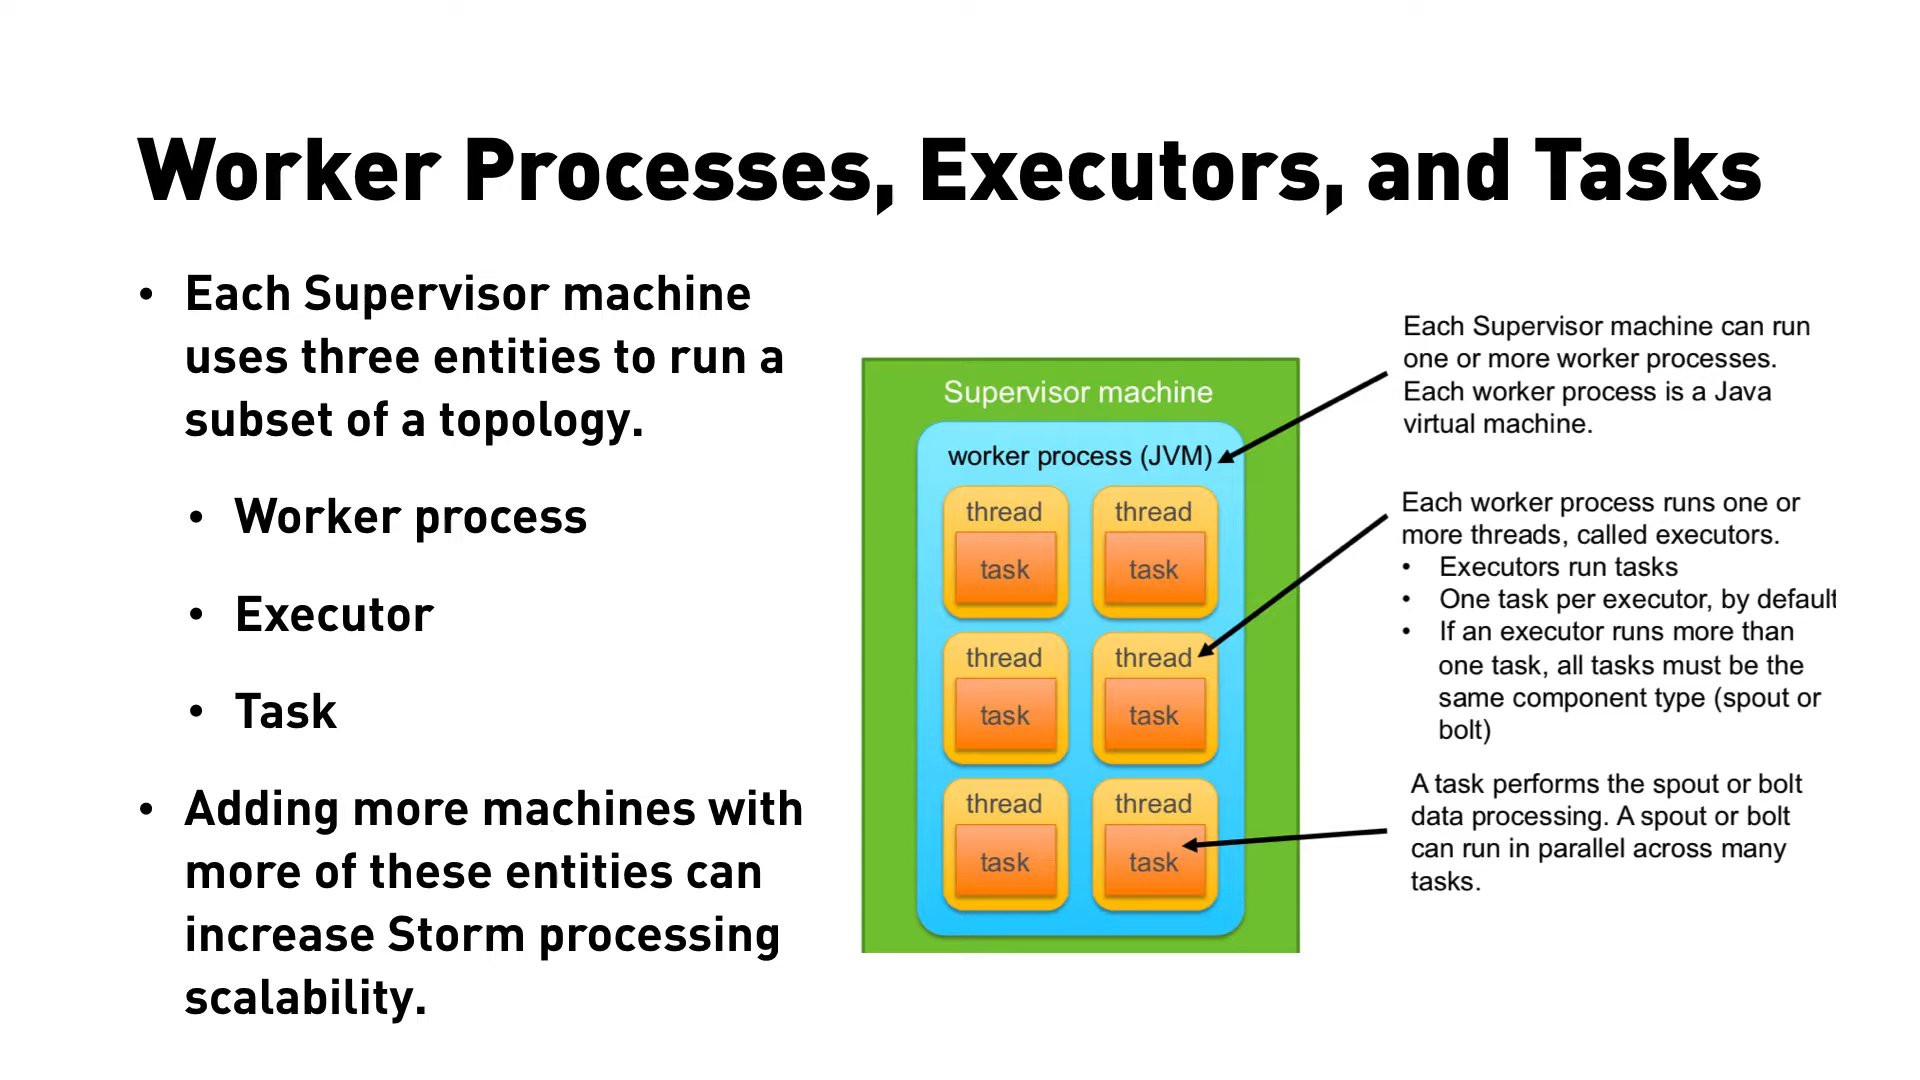 Worker Processes, Executors, and Tasks
• Each Supervisor machine
uses three entities to run a
subset of a topology.
• Worker process
• Executor
• Task
• Adding more machines with
more of these entities can
increase Storm processing
scalability.
Supervisor machine
worker process (JVM)
thread thread
task task
thread thread
task task
thread thread
task task
Each Supervisor machine can run
one or more worker processes.
Each worker process is a Java
virtual machine.
Each worker process runs one or
more threads, called executors.
• Executors run tasks
• One task per executor, by default
• If an executor runs more than
one task, all tasks must be the
same component type (spout or
bolt)
A task performs the spout or bolt
data processing. A spout or bolt
can run in parallel across many
tasks.